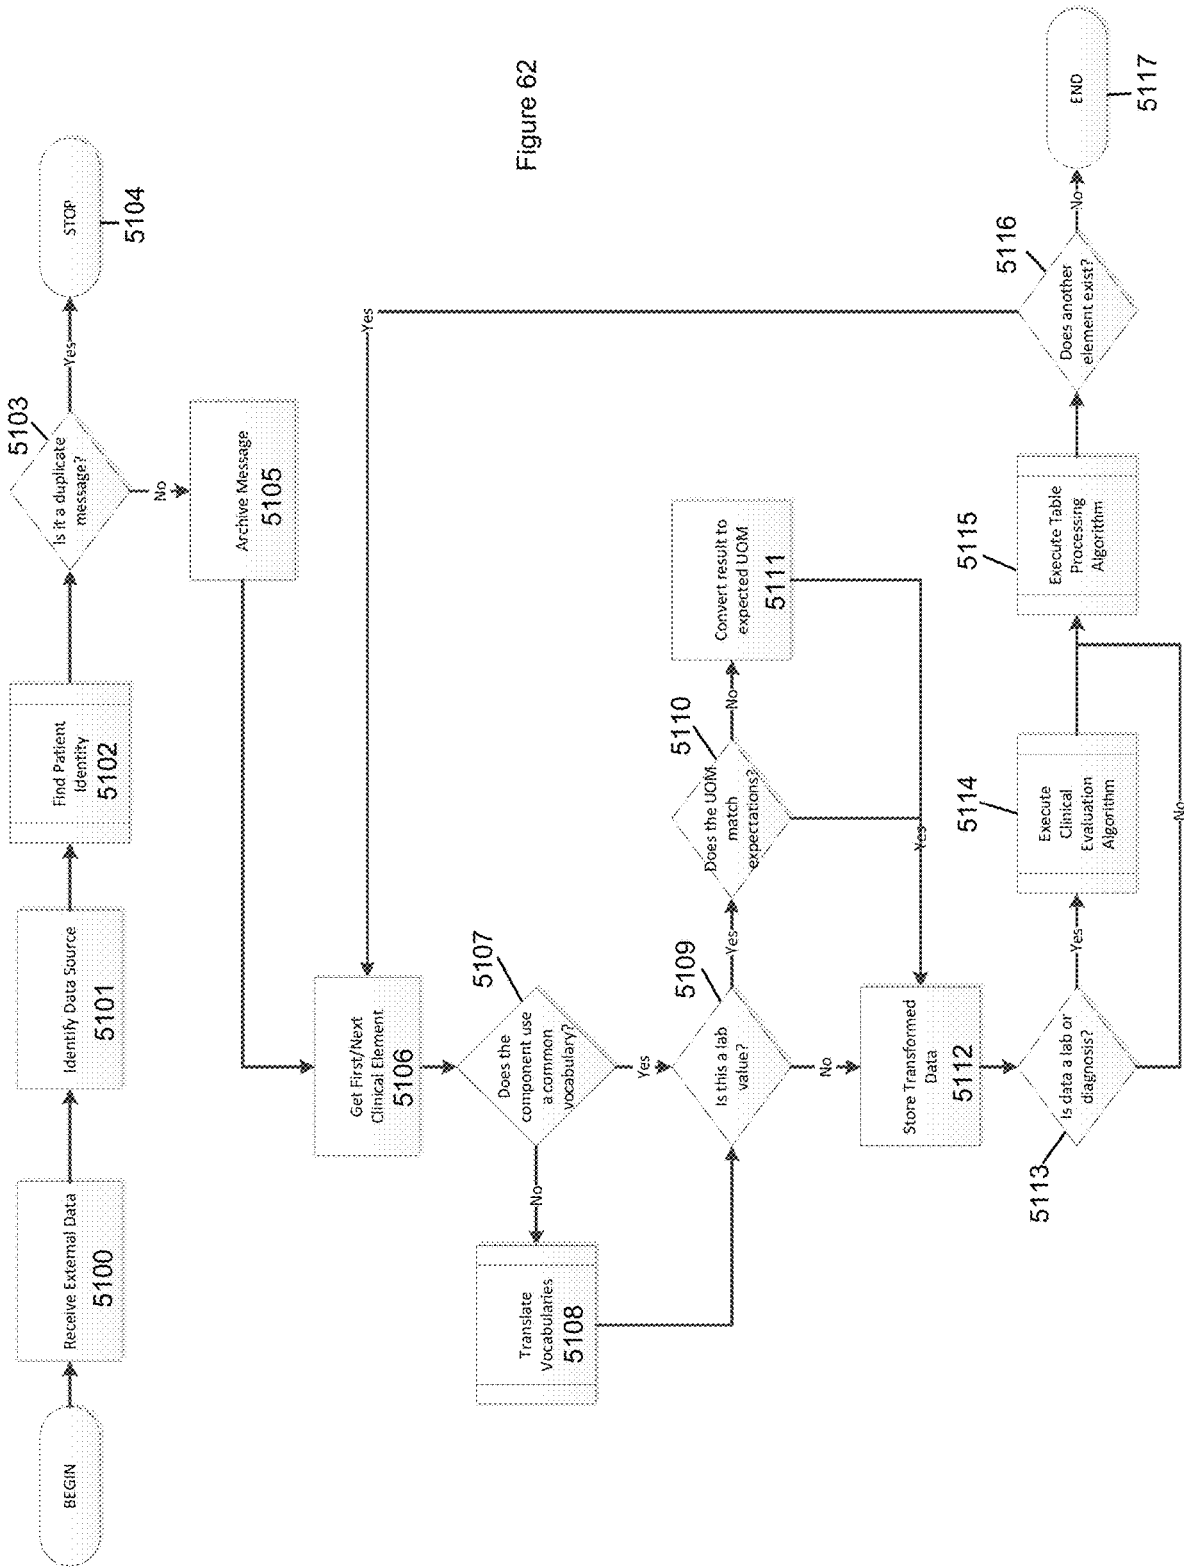 Figure 62
BEGIN
Receive External Data
5100
Identify Data Source
5101
Find Patient
Identity
5102
5103
Is it a duplicate
message?
Yes
STOP
5104
No
Archive Message
5105
Get First/Next
Clinical Element
5106
5107
Does the
component use
a common
vocabulary?
No
Translate
Vocabularies
5108
Yes
5109
Is this a lab
value?
Yes
5110
Does the UOM
match
expectations?
No
Convert result to
expected UOM
5111
Yes
No
Store Transformed
Data
5112
5113
Is data a lab or
diagnosis?
Yes
5114
Execute
Clinical
Evaluation
Algorithm
No
5115
Execute Table
Processing
Algorithm
5116
Does another
element exist?
Yes
No
END
5117